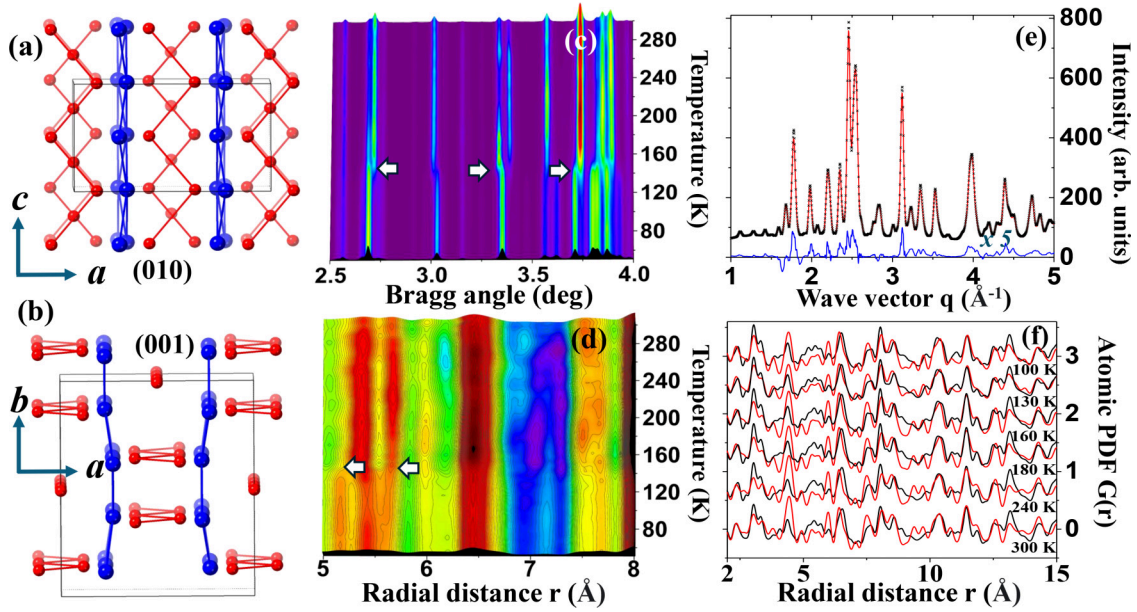 (a)
c
a
(010)
(b)
(001)
b
a
(c)
280
240
200
160
120
80
Temperature (K)
2.5
3.0
3.5
4.0
Bragg angle (deg)
(d)
280
240
200
160
120
80
Temperature (K)
5
6
7
8
Radial distance r (Å)
(e)
800
600
400
200
0
Intensity (arb. units)
x 5
1
2
3
4
5
Wave vector q (Å⁻¹)
(f)
3
2
1
0
Atomic PDF G(r)
100 K
130 K
160 K
180 K
240 K
300 K
2
5
10
15
Radial distance r (Å)